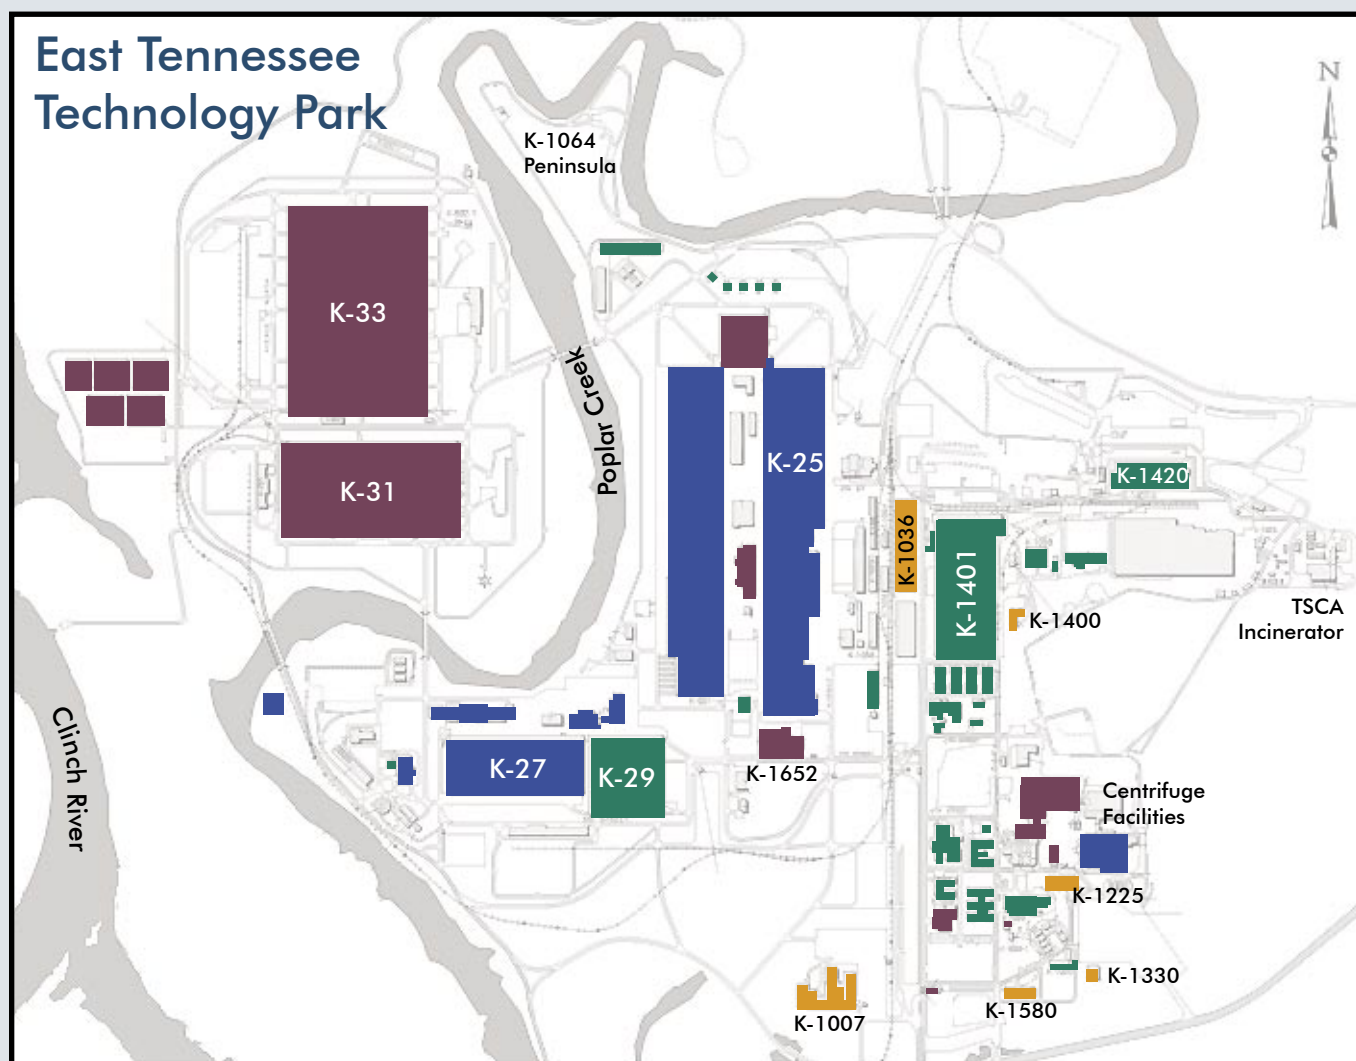 East Tennessee
Technology Park
N
K-1064
Peninsula
K-33
Poplar Creek
K-25
K-31
K-1420
K-1036
K-1401
TSCA
Incinerator
K-1400
Clinch River
K-27
K-29
K-1652
Centrifuge
Facilities
K-1225
K-1330
K-1580
K-1007